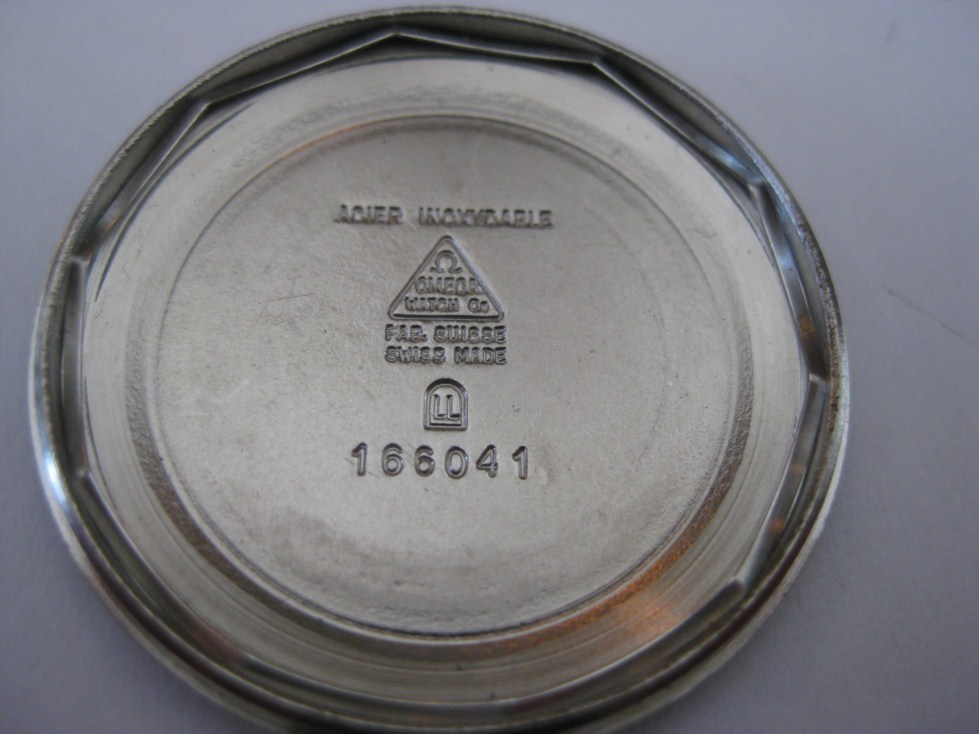 ACIER INOXYDABLE
Ω
OMEGA
WATCH Co
FAB. SUISSE
SWISS MADE
LL
166041